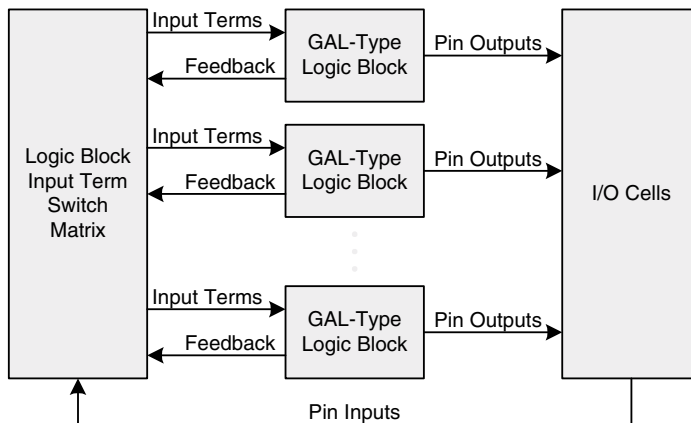 Input Terms
GAL-Type
Logic Block
Pin Outputs
Feedback
Logic Block
Input Term
Switch
Matrix
Input Terms
GAL-Type
Logic Block
Pin Outputs
Feedback
I/O Cells
Input Terms
GAL-Type
Logic Block
Pin Outputs
Feedback
Pin Inputs